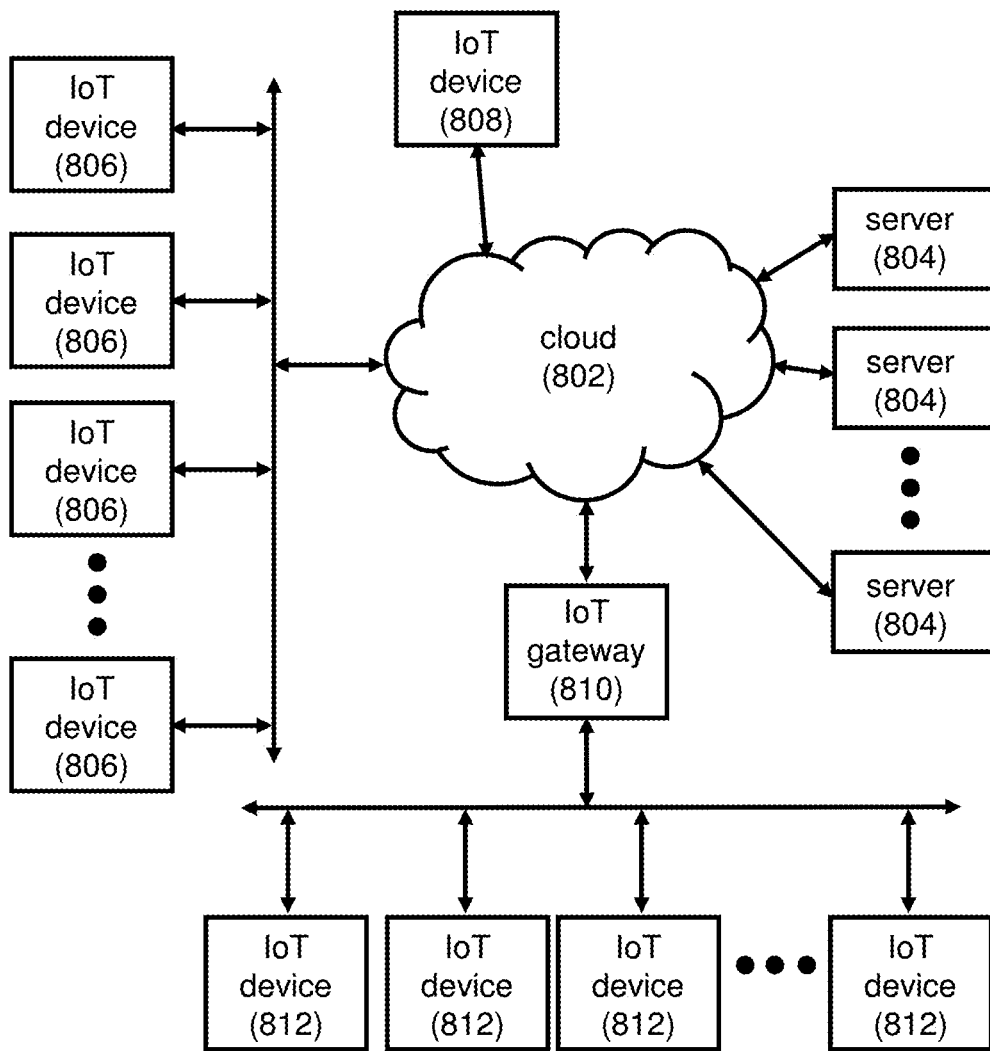 IoT
device
(808)
IoT
device
(806)
IoT
device
(806)
IoT
device
(806)
IoT
device
(806)
cloud
(802)
server
(804)
server
(804)
server
(804)
IoT
gateway
(810)
IoT
device
(812)
IoT
device
(812)
IoT
device
(812)
IoT
device
(812)